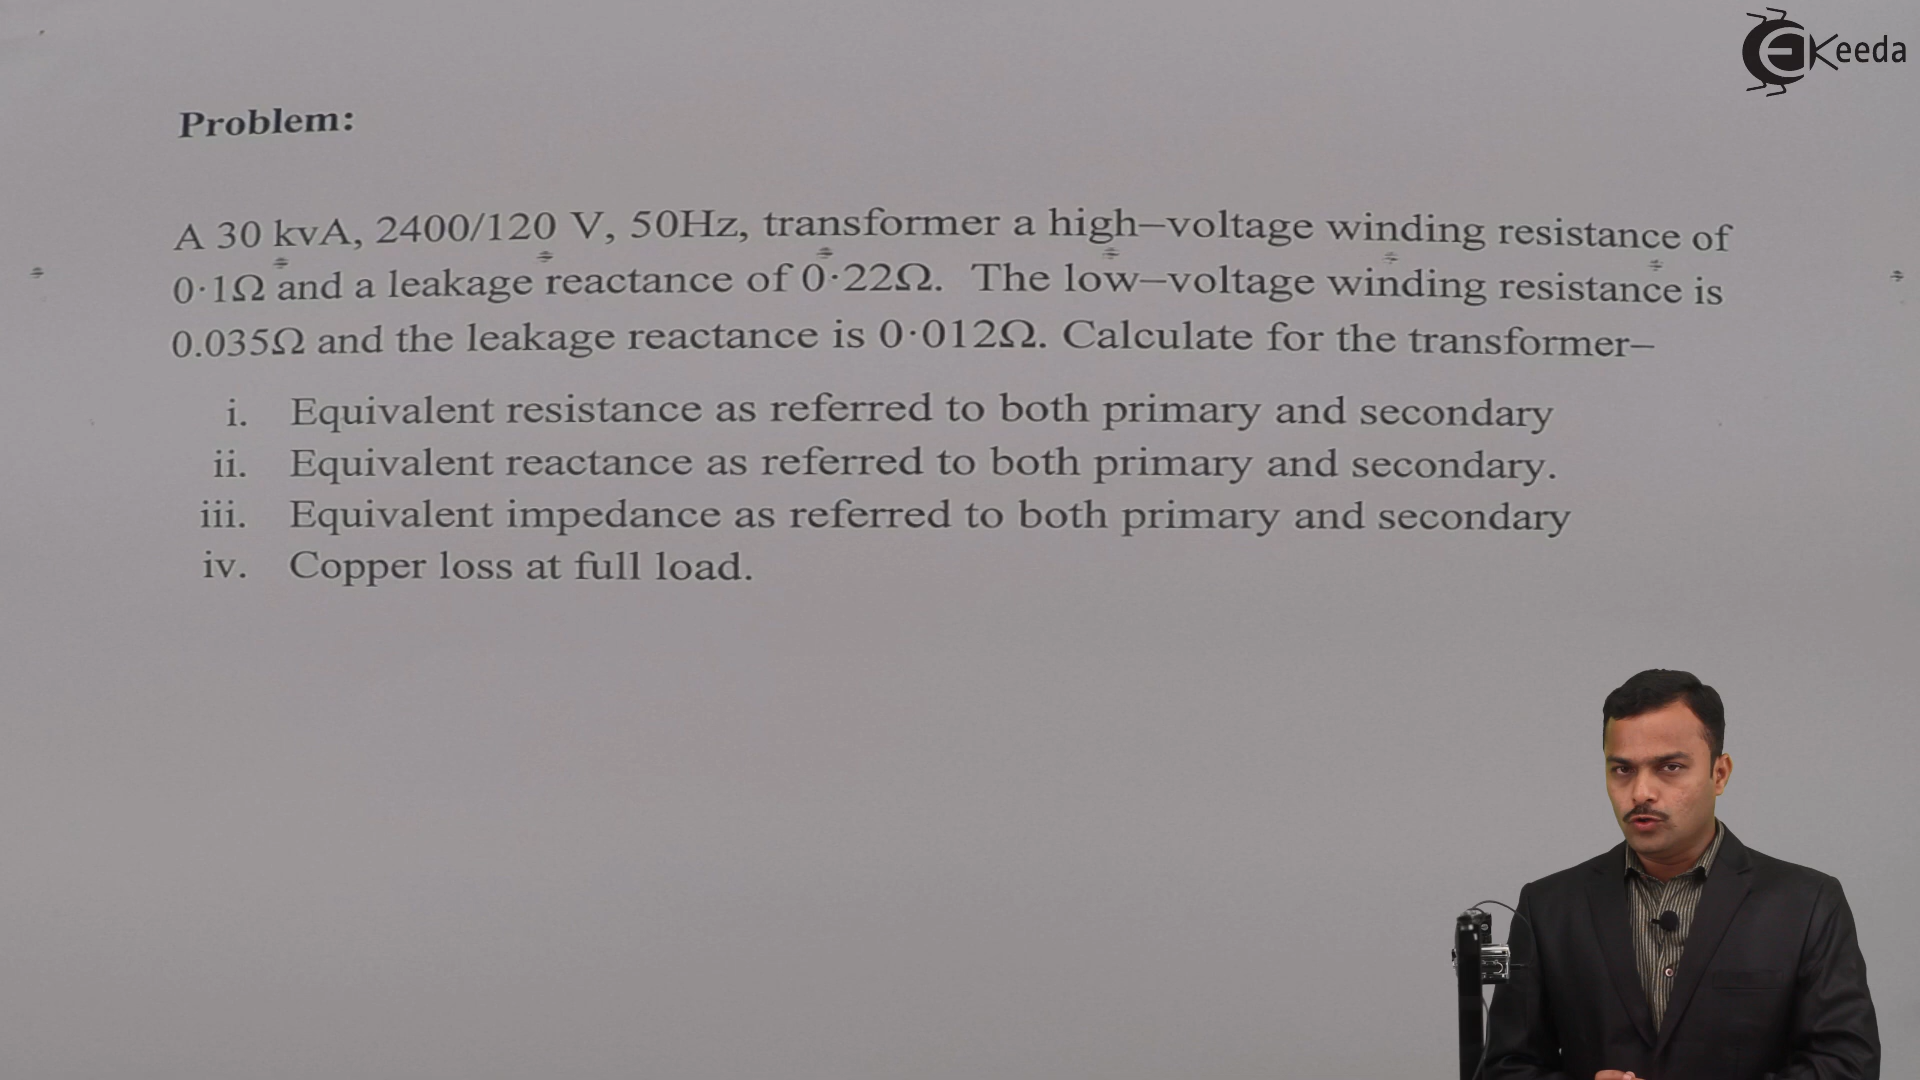 EKeeda
Problem:
A 30 kvA, 2400/120 V, 50Hz, transformer a high–voltage winding resistance of
0·1Ω and a leakage reactance of 0·22Ω. The low–voltage winding resistance is
0.035Ω and the leakage reactance is 0·012Ω. Calculate for the transformer–
i. Equivalent resistance as referred to both primary and secondary
ii. Equivalent reactance as referred to both primary and secondary.
iii. Equivalent impedance as referred to both primary and secondary
iv. Copper loss at full load.